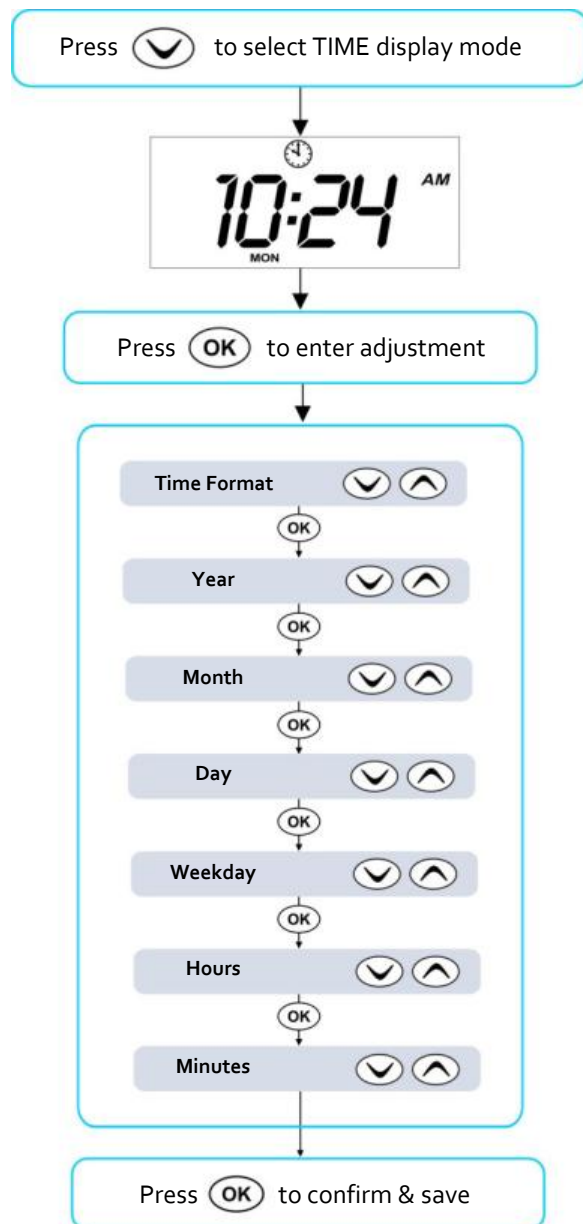 Press to select TIME display mode
10:24 AM
MON
Press OK to enter adjustment
Time Format
OK
Year
OK
Month
OK
Day
OK
Weekday
OK
Hours
OK
Minutes
Press OK to confirm & save